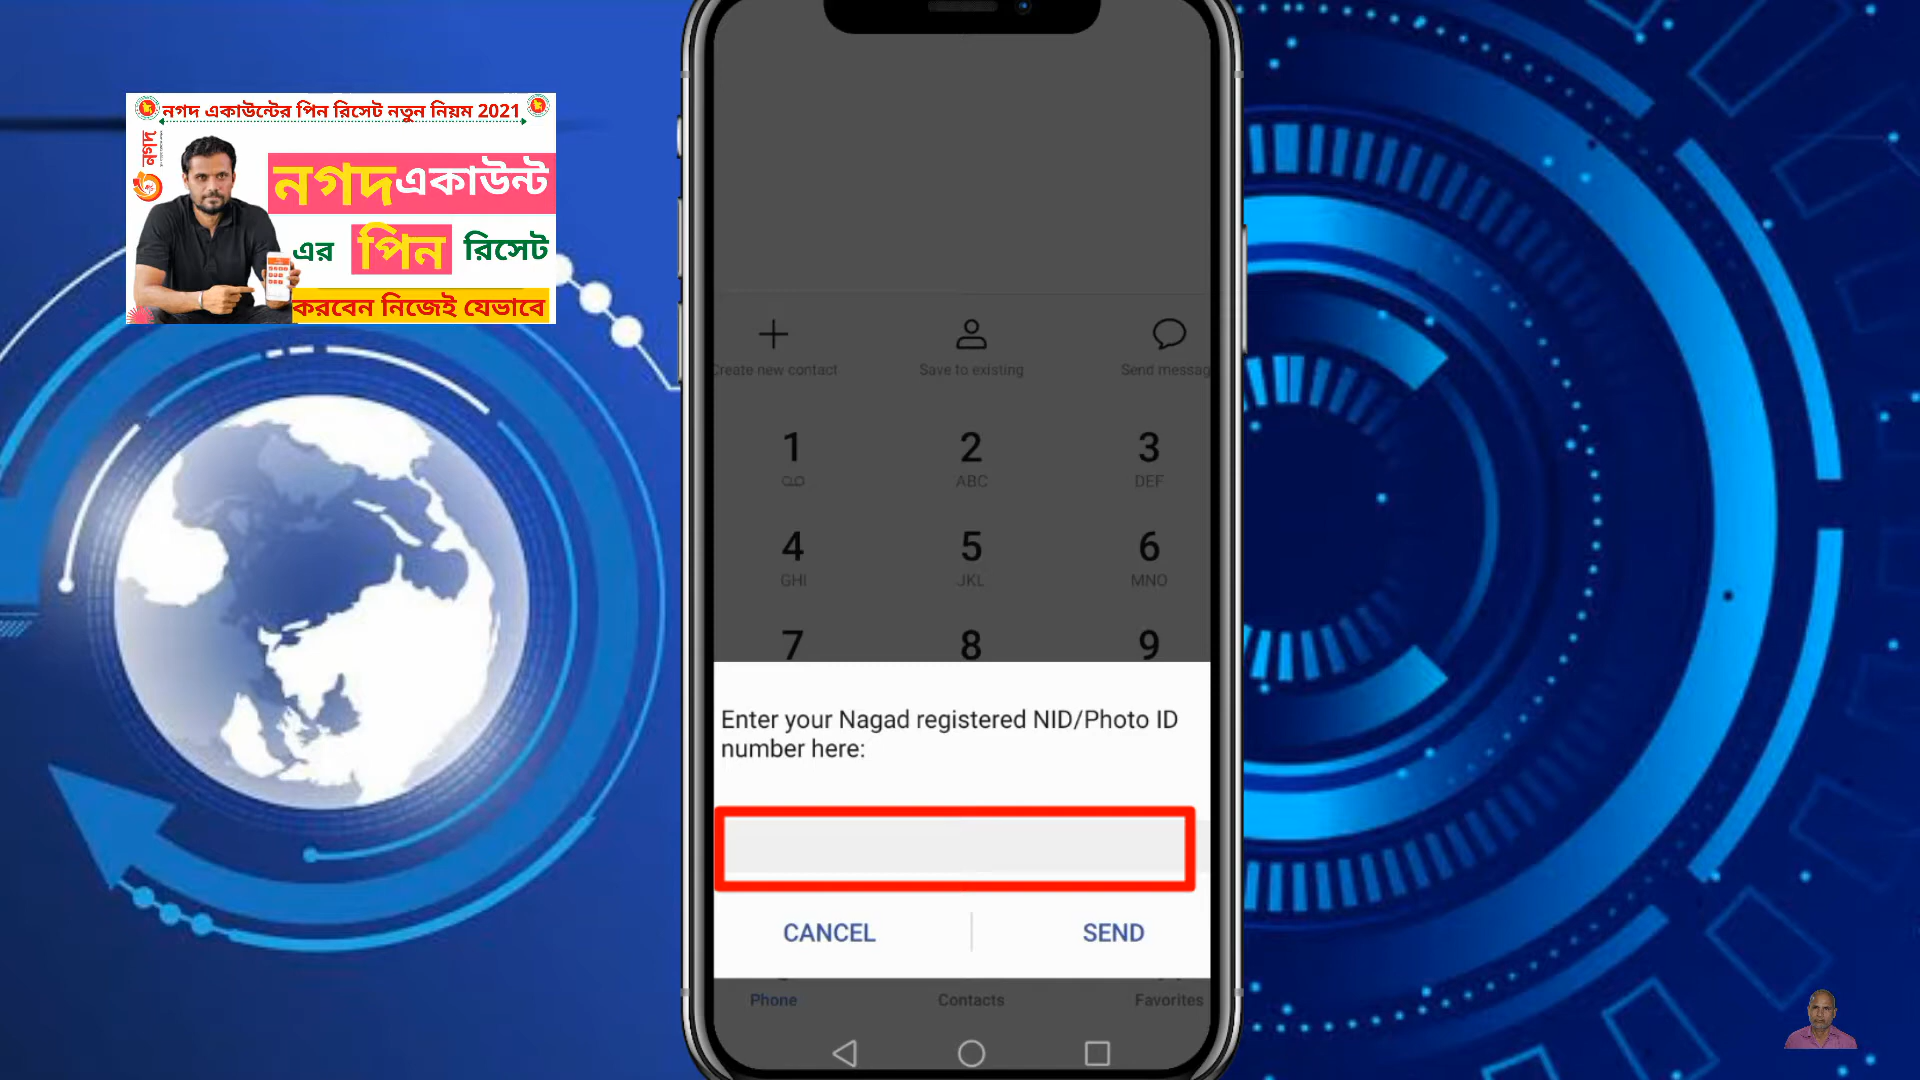 নগদ একাউন্টের পিন রিসেট নতুন নিয়ম 2021
নগদ
নগদ একাউন্ট
এর পিন রিসেট
করবেন নিজেই যেভাবে
Create new contact
Save to existing
Send messag
1
2
ABC
3
DEF
4
GHI
5
JKL
6
MNO
7
8
9
Enter your Nagad registered NID/Photo ID
number here:
CANCEL
SEND
Phone
Contacts
Favorites